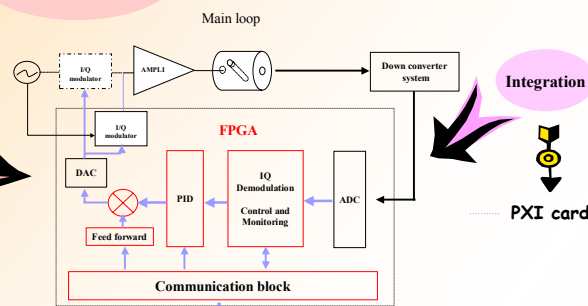 Main loop
I/Q
modulator
AMPLI
Down converter
system
Integration
I/Q
modulator
FPGA
DAC
PID
IQ
Demodulation
Control and
Monitoring
ADC
Feed forward
PXI card
Communication block